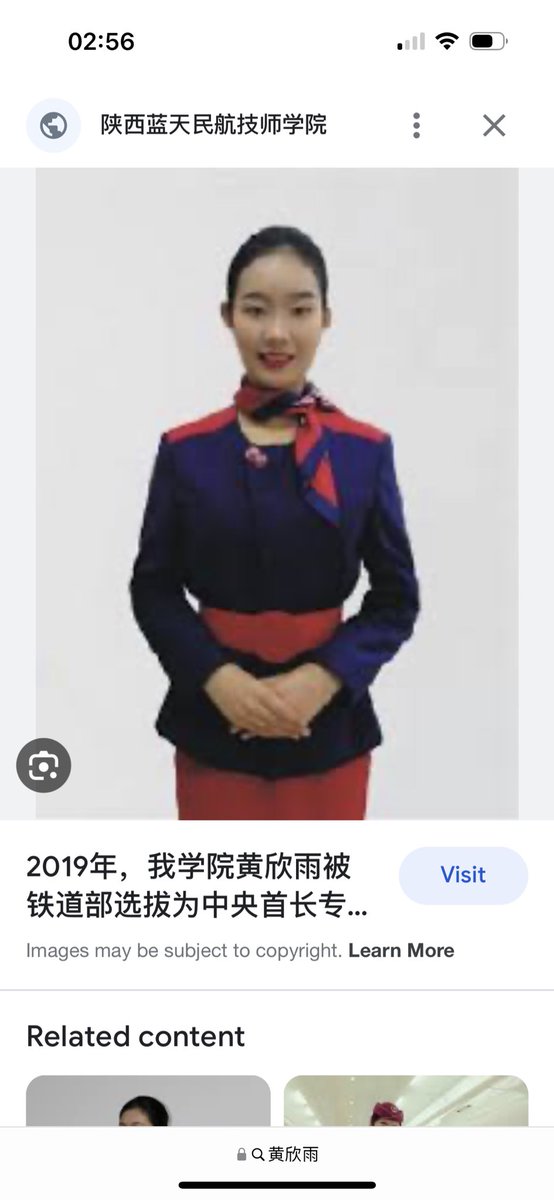 02:56
陕西蓝天民航技师学院
2019年，我学院黄欣雨被
铁道部选拔为中央首长专...
Visit
Images may be subject to copyright. Learn More
Related content
黄欣雨